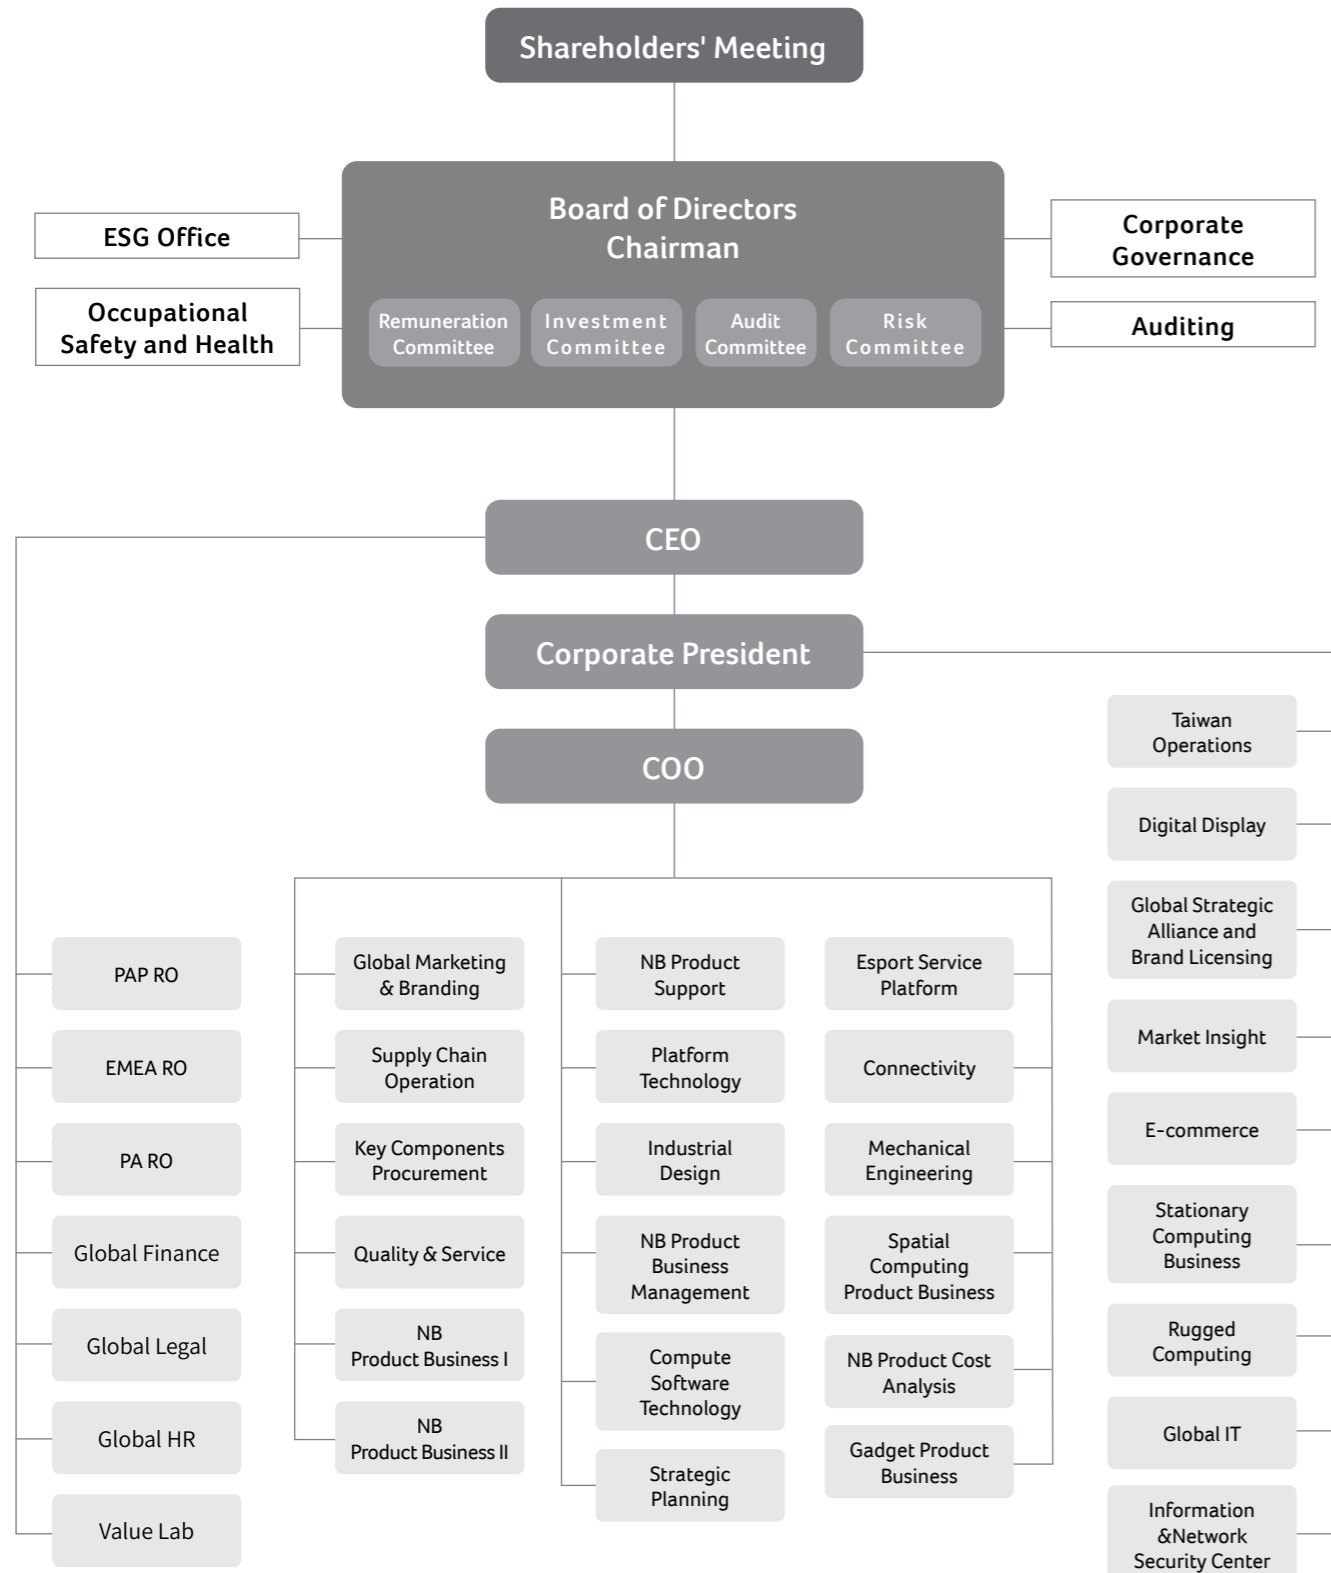 Shareholders' Meeting
Board of Directors
Chairman
Remuneration
Committee
Investment
Committee
Audit
Committee
Risk
Committee
ESG Office
Occupational
Safety and Health
Corporate
Governance
Auditing
CEO
Corporate President
COO
PAP RO
EMEA RO
PA RO
Global Finance
Global Legal
Global HR
Value Lab
Global Marketing
& Branding
Supply Chain
Operation
Key Components
Procurement
Quality & Service
NB
Product Business I
NB
Product Business II
NB Product
Support
Platform
Technology
Industrial
Design
NB Product
Business
Management
Compute
Software
Technology
Strategic
Planning
Esport Service
Platform
Connectivity
Mechanical
Engineering
Spatial
Computing
Product Business
NB Product Cost
Analysis
Gadget Product
Business
Taiwan
Operations
Digital Display
Global Strategic
Alliance and
Brand Licensing
Market Insight
E-commerce
Stationary
Computing
Business
Rugged
Computing
Global IT
Information
&Network
Security Center